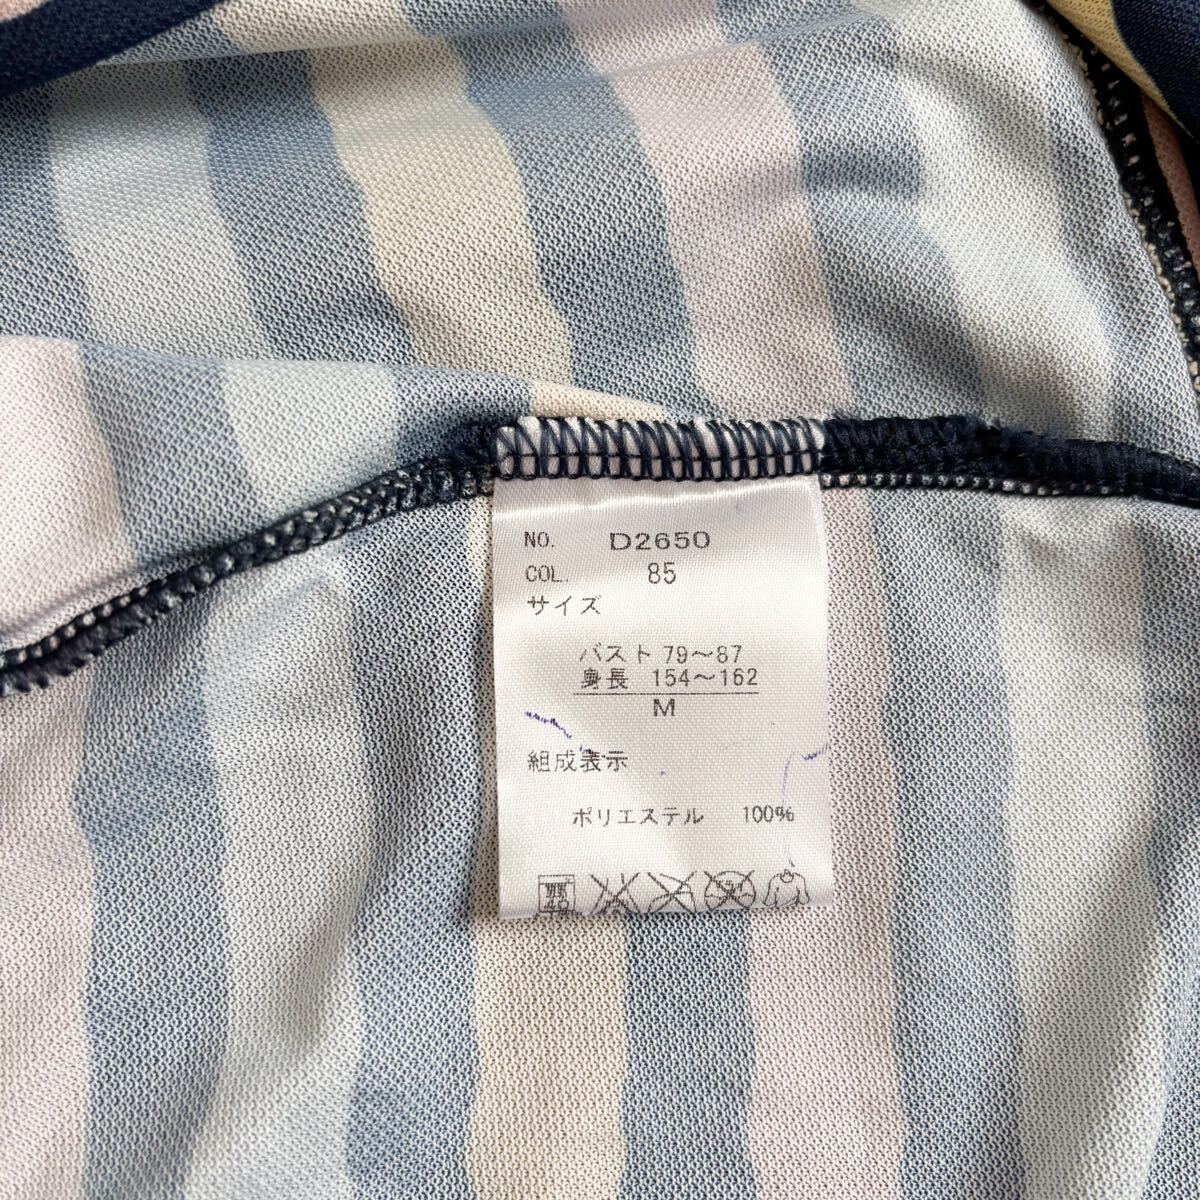 NO. D2650
COL. 85
サイズ
バスト 79～87
身長 154～162
M
組成表示
ポリエステル 100%
40